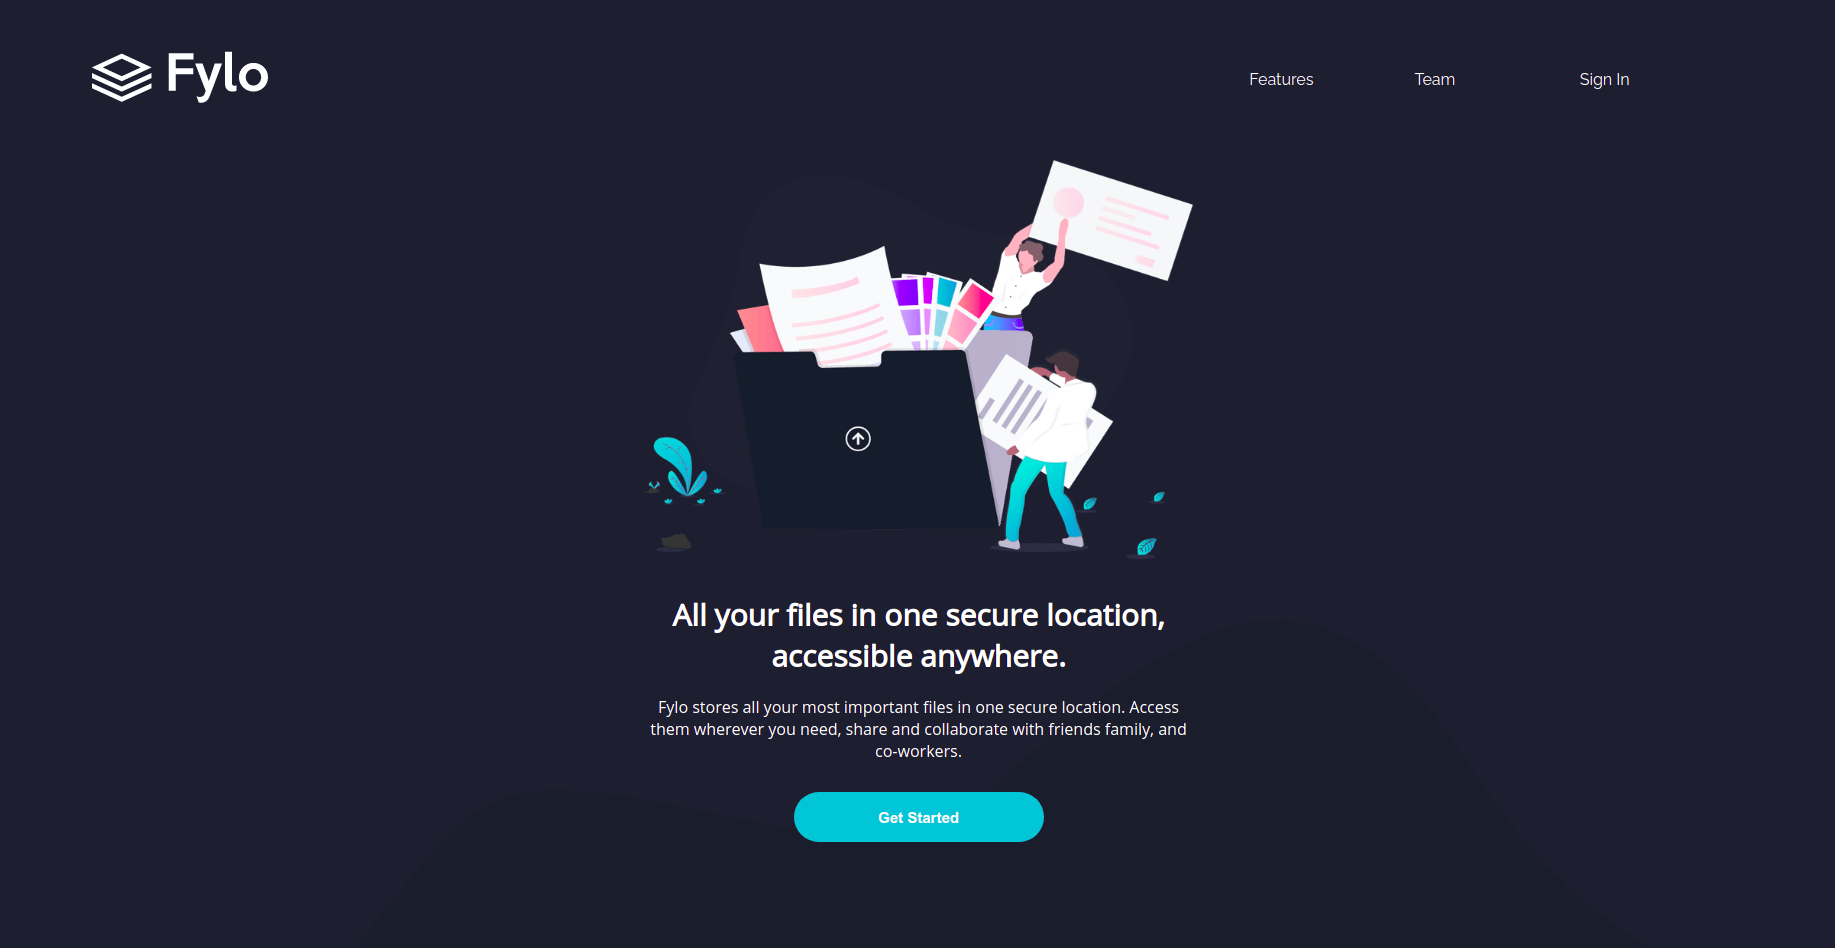 Fylo
Features
Team
Sign In
All your files in one secure location,
accessible anywhere.
Fylo stores all your most important files in one secure location. Access
them wherever you need, share and collaborate with friends family, and
co-workers.
Get Started